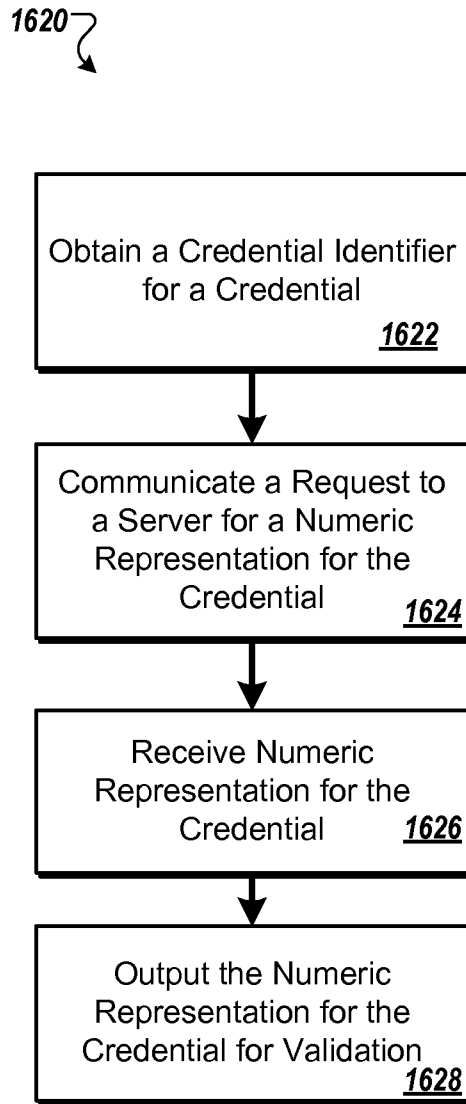 1620
Obtain a Credential Identifier
for a Credential
1622
Communicate a Request to
a Server for a Numeric
Representation for the
Credential
1624
Receive Numeric
Representation for the
Credential
1626
Output the Numeric
Representation for the
Credential for Validation
1628